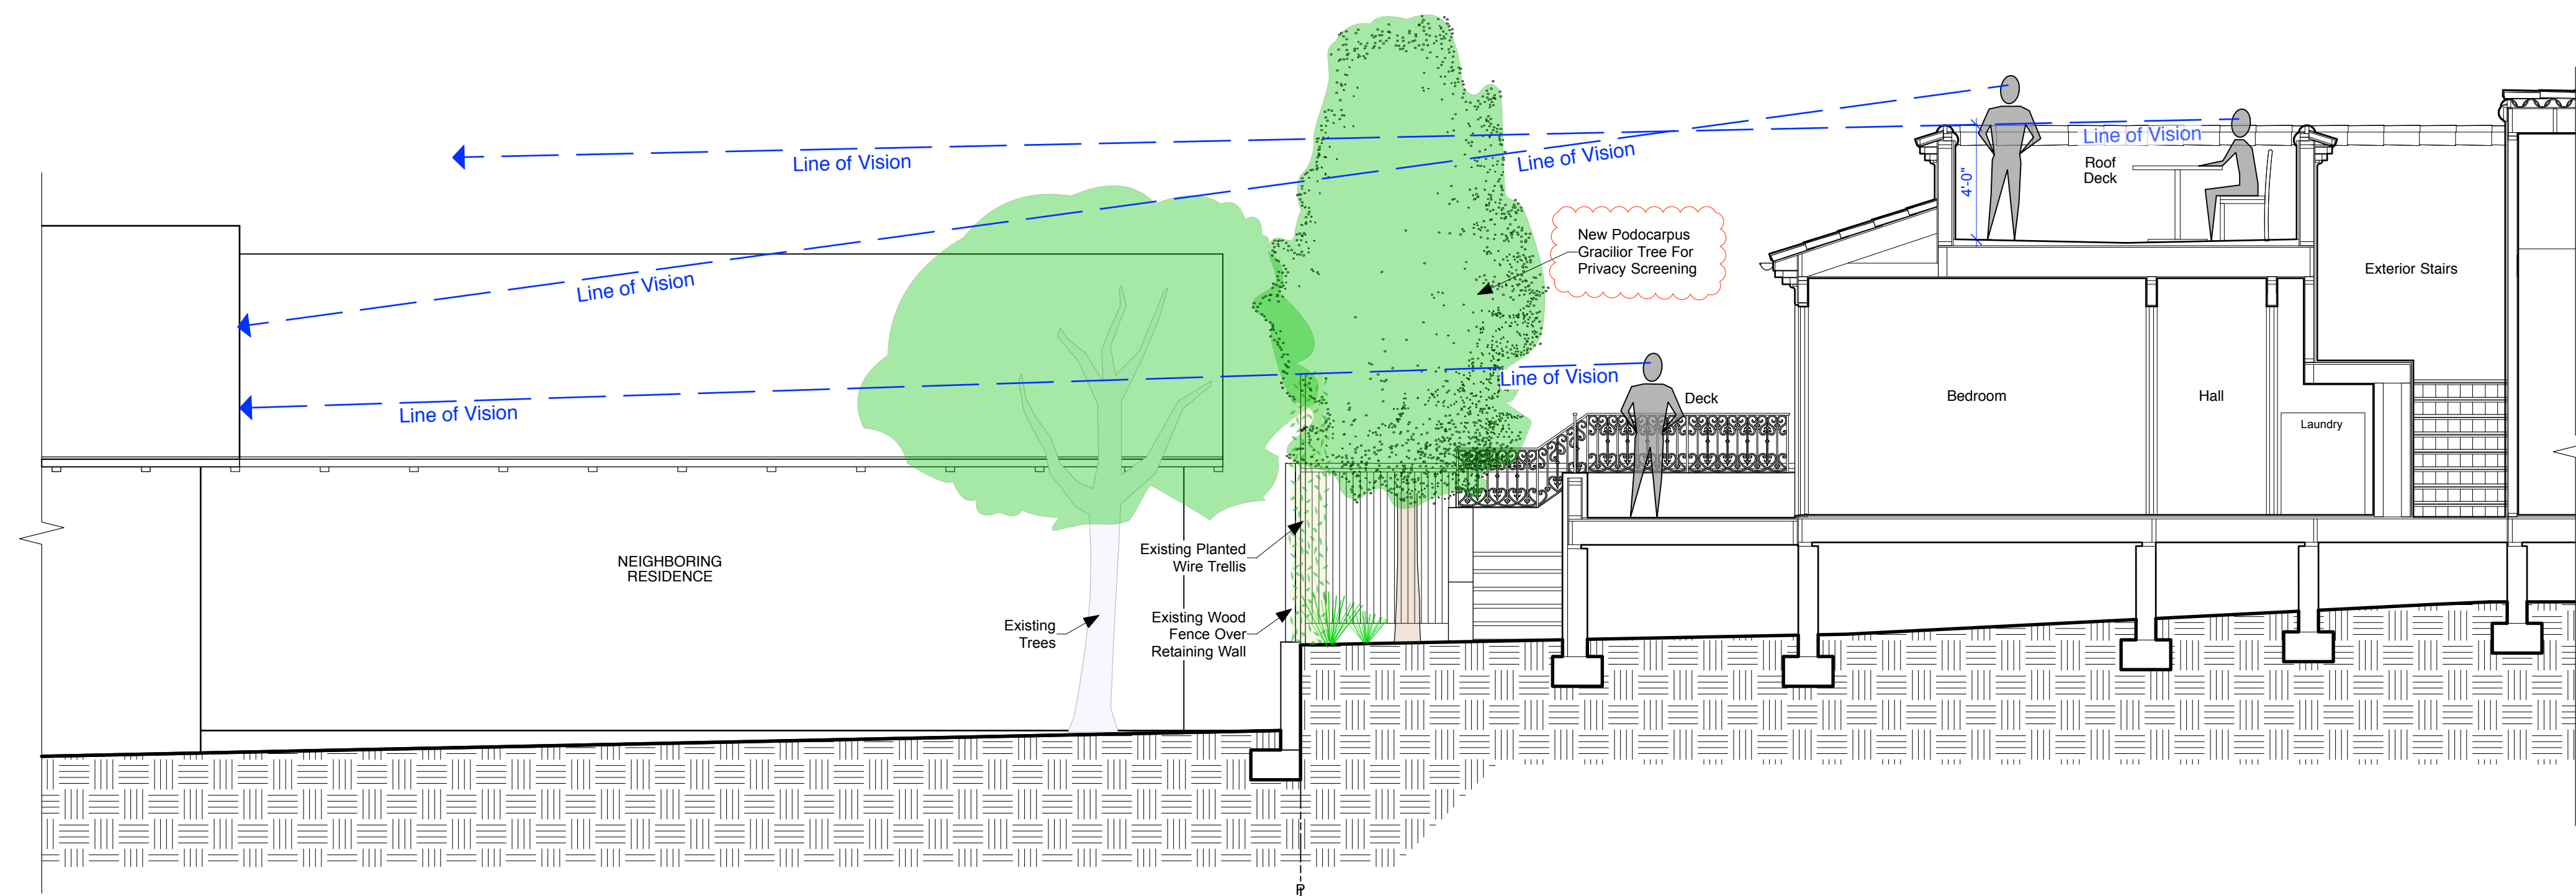 Line of Vision
Line of Vision
Line of Vision
4'-0"
Roof
Deck
New Podocarpus
Gracilior Tree For
Privacy Screening
Exterior Stairs
Line of Vision
Line of Vision
Line of Vision
Deck
Bedroom
Hall
Laundry
NEIGHBORING
RESIDENCE
Existing Planted
Wire Trellis
Existing
Trees
Existing Wood
Fence Over
Retaining Wall
P